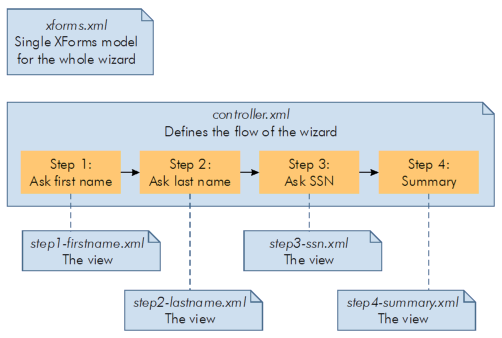 xforms.xml
Single XForms model
for the whole wizard
controller.xml
Defines the flow of the wizard
Step 1:
Ask first name
Step 2:
Ask last name
Step 3:
Ask SSN
Step 4:
Summary
step1-firstname.xml
The view
step3-ssn.xml
The view
step2-lastname.xml
The view
step4-summary.xml
The view